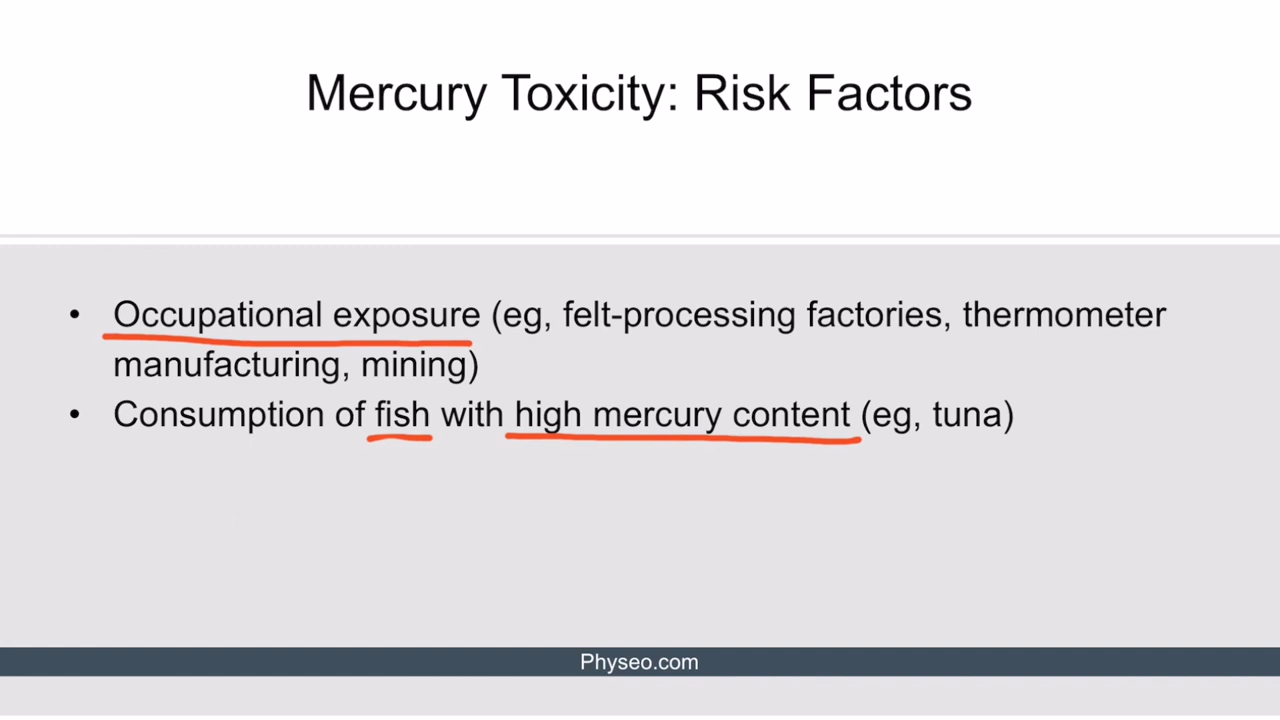 Mercury Toxicity: Risk Factors
• Occupational exposure (eg, felt-processing factories, thermometer
manufacturing, mining)
• Consumption of fish with high mercury content (eg, tuna)
Physeo.com